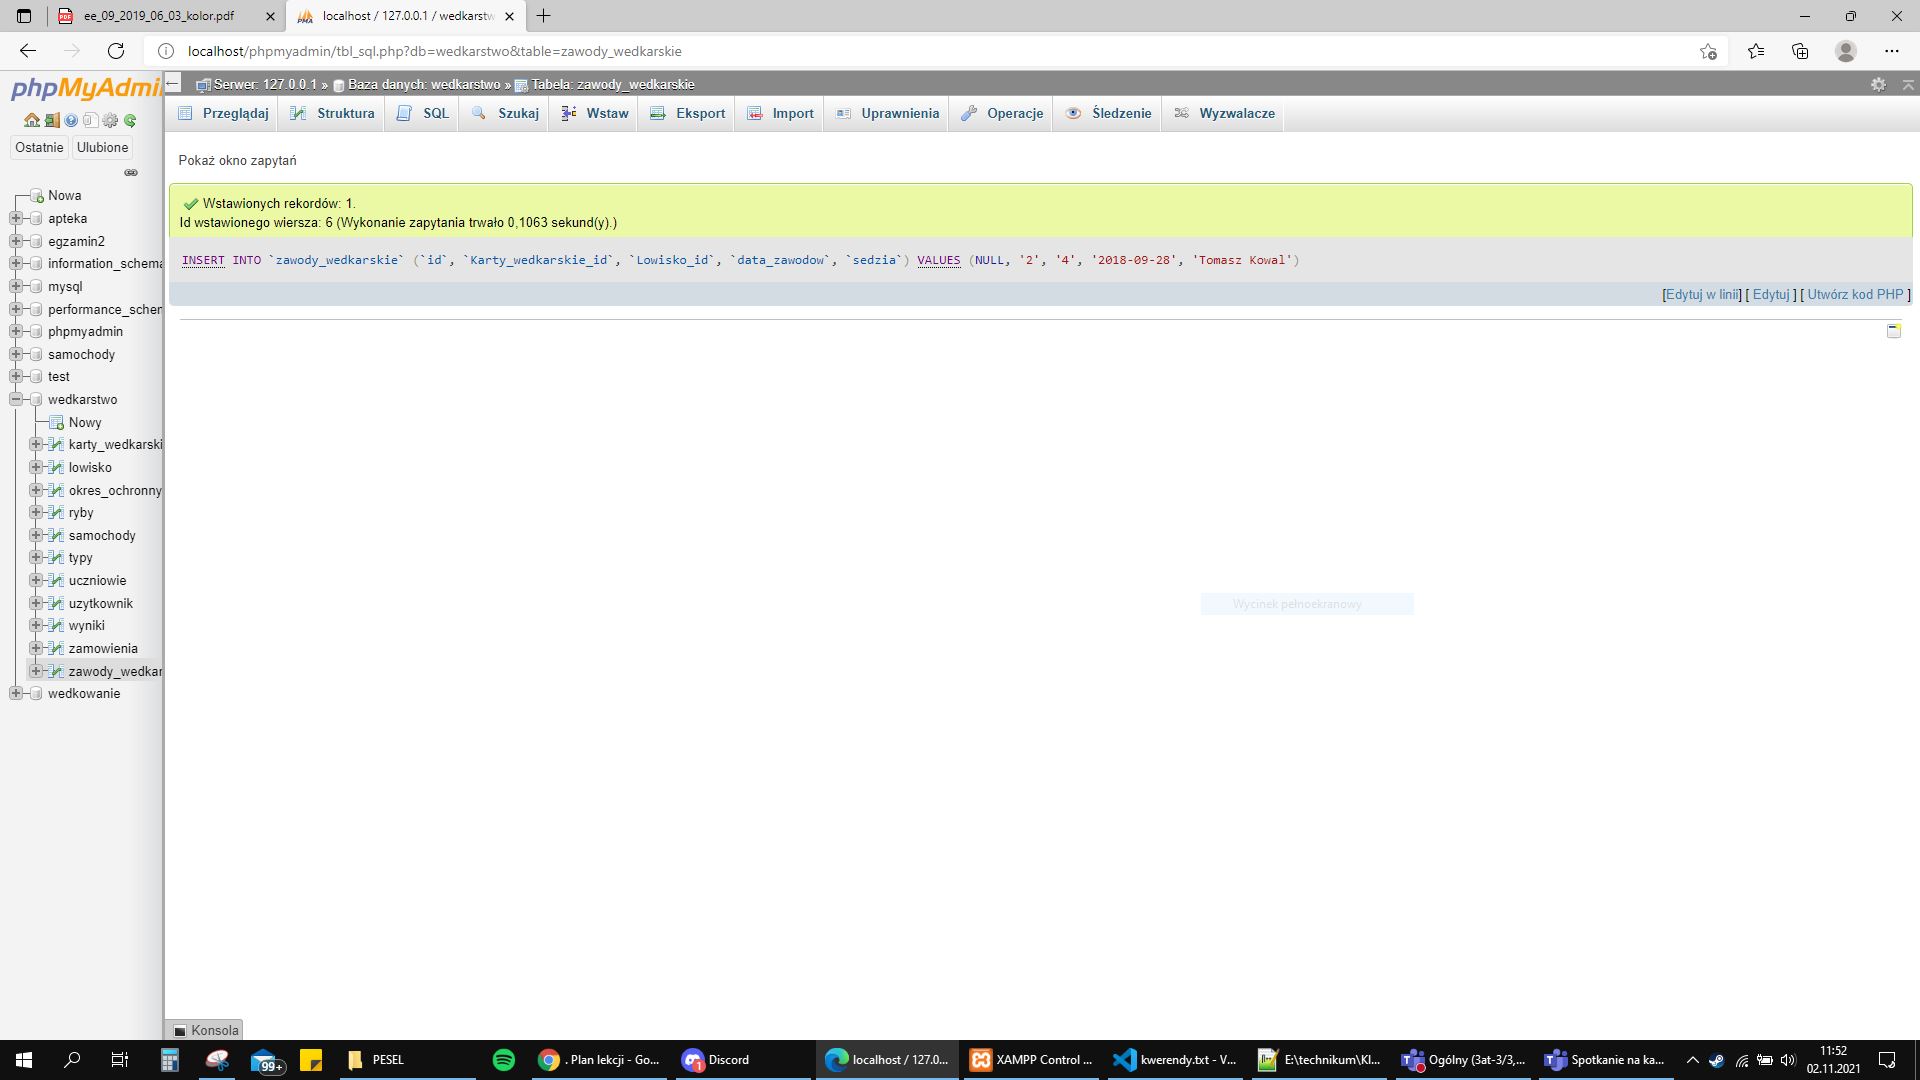 ee_09_2019_06_03_kolor.pdf
localhost / 127.0.0.1 / wedkarstw
localhost/phpmyadmin/tbl_sql.php?db=wedkarstwo&table=zawody_wedkarskie
phpMyAdmi
Serwer: 127.0.0.1 » Baza danych: wedkarstwo » Tabela: zawody_wedkarskie
Przeglądaj Struktura SQL Szukaj Wstaw Eksport Import Uprawnienia Operacje Śledzenie Wyzwalacze
Ostatnie Ulubione
Nowa
apteka
egzamin2
information_schema
mysql
performance_schem
phpmyadmin
samochody
test
wedkarstwo
Nowy
karty_wedkarski
lowisko
okres_ochronny
ryby
samochody
typy
uczniowie
uzytkownik
wyniki
zamowienia
zawody_wedkar
wedkowanie
Pokaż okno zapytań
Wstawionych rekordów: 1.
Id wstawionego wiersza: 6 (Wykonanie zapytania trwało 0,1063 sekund(y).)
INSERT INTO `zawody_wedkarskie` (`id`, `Karty_wedkarskie_id`, `Lowisko_id`, `data_zawodow`, `sedzia`) VALUES (NULL, '2', '4', '2018-09-28', 'Tomasz Kowal')
[Edytuj w linii] [ Edytuj ] [ Utwórz kod PHP ]
Wycinek pełnoekranowy
Konsola
99+
PESEL
. Plan lekcji - Go...
1
Discord
localhost / 127.0...
XAMPP Control ...
kwerendy.txt - V...
E:\technikum\Kl...
Ogólny (3at-3/3,...
Spotkanie na ka...
11:52
02.11.2021